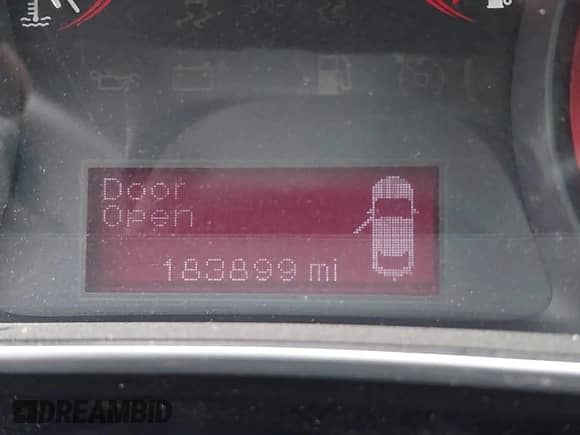 Door
Open
183899 mi
DREAMBID